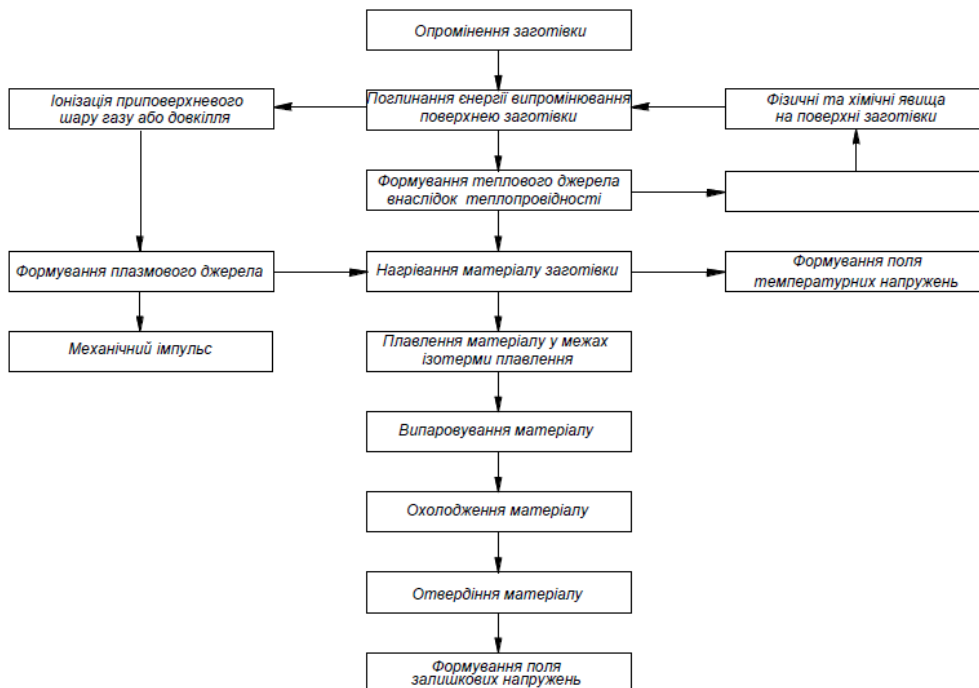 Опромінення заготівки
Іонізація приповерхневого
шару газу або довкілля
Поглинання єнергії випромінювання
поверхнею заготівки
Фізичні та хімічні явища
на поверхні заготівки
Формування теплового джерела
внаслідок теплопровідності
Формування плазмового джерела
Нагрівання матеріалу заготівки
Формування поля
температурних напружень
Механічний імпульс
Плавлення матеріалу у межах
ізотерми плавлення
Випаровування матеріалу
Охолодження матеріалу
Отвердіння матеріалу
Формування поля
залишкових напружень